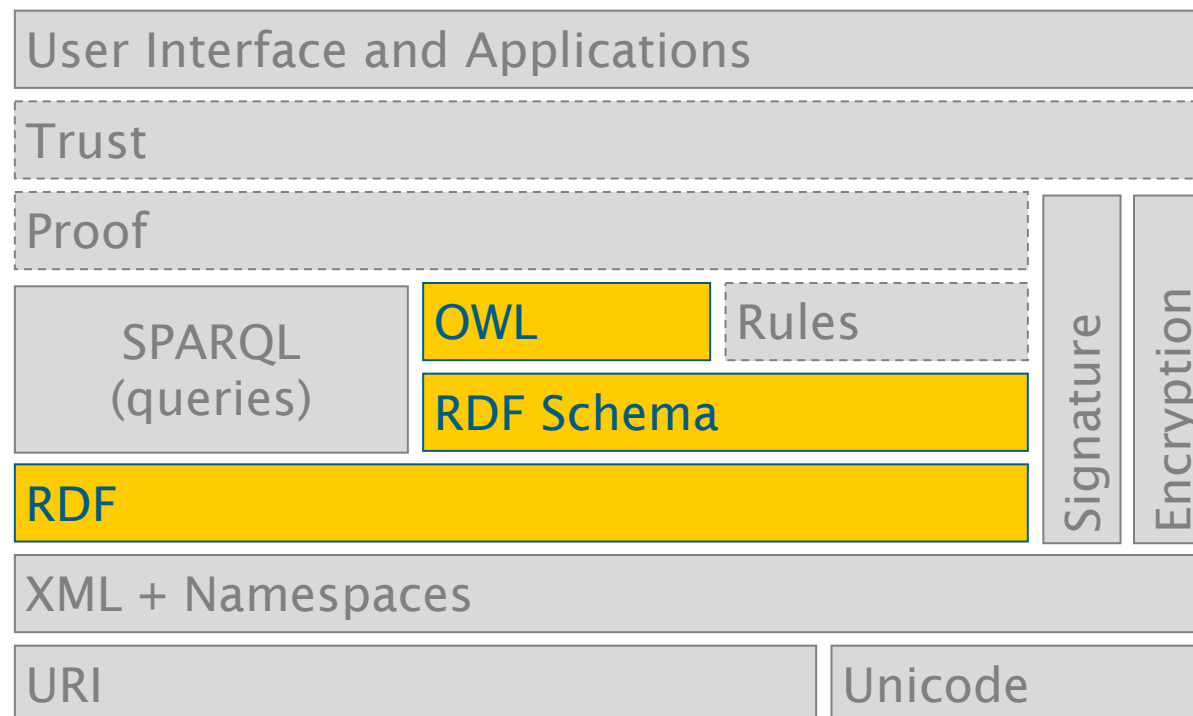 User Interface and Applications
Trust
Proof
SPARQL
(queries)
OWL
Rules
RDF Schema
RDF
Signature
Encryption
XML + Namespaces
URI
Unicode